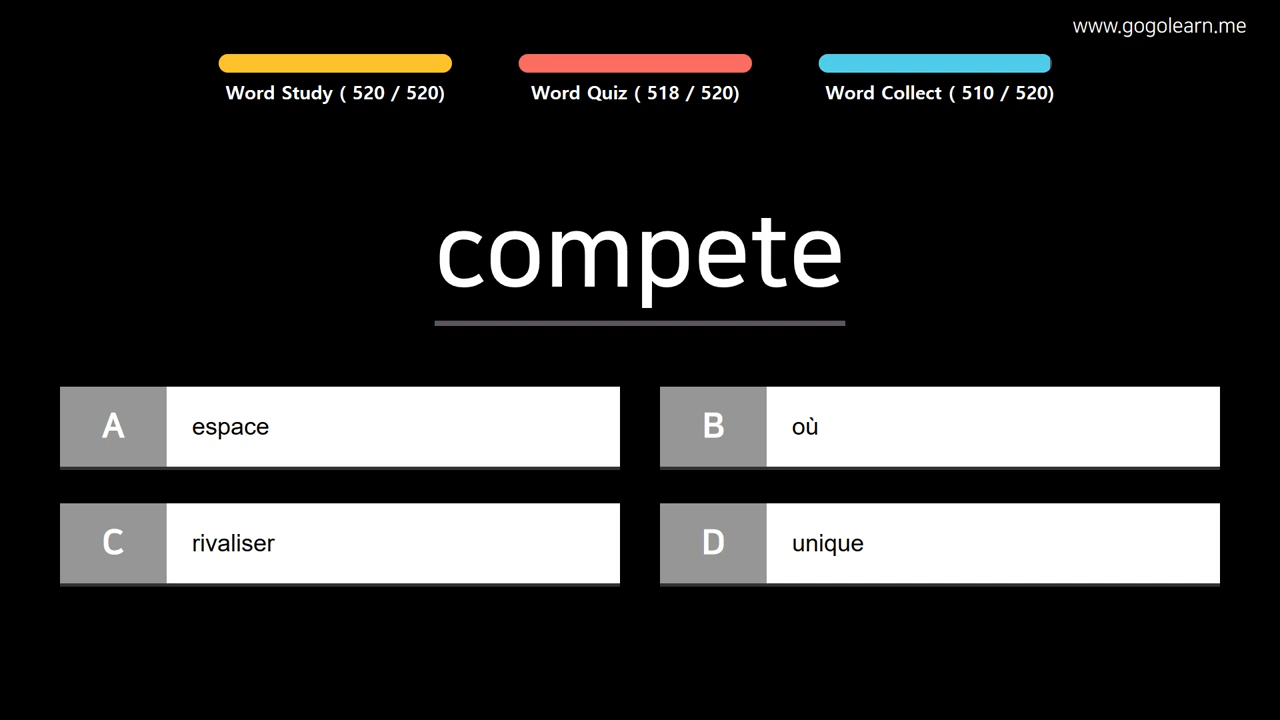 www.gogolearn.me
Word Study ( 520 / 520)
Word Quiz ( 518 / 520)
Word Collect ( 510 / 520)
compete
A espace
B où
C rivaliser
D unique